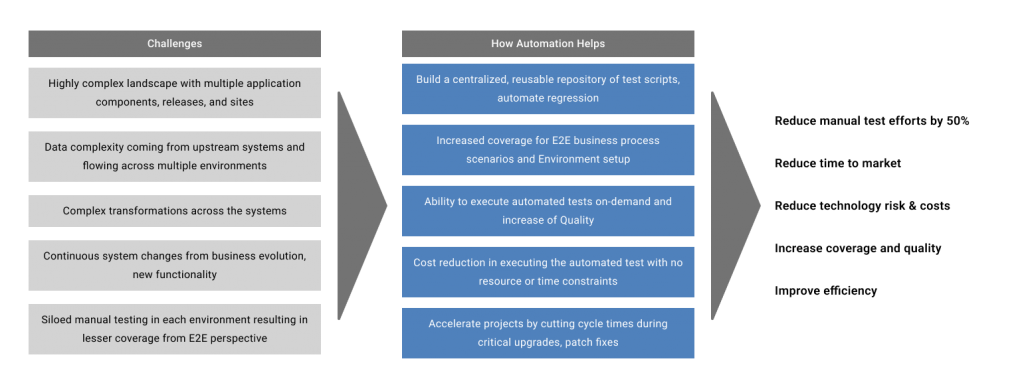 Challenges
Highly complex landscape with multiple application
components, releases, and sites
Data complexity coming from upstream systems and
flowing across multiple environments
Complex transformations across the systems
Continuous system changes from business evolution,
new functionality
Siloed manual testing in each environment resulting in
lesser coverage from E2E perspective
How Automation Helps
Build a centralized, reusable repository of test scripts,
automate regression
Increased coverage for E2E business process
scenarios and Environment setup
Ability to execute automated tests on-demand and
increase of Quality
Cost reduction in executing the automated test with no
resource or time constraints
Accelerate projects by cutting cycle times during
critical upgrades, patch fixes
Reduce manual test efforts by 50%
Reduce time to market
Reduce technology risk & costs
Increase coverage and quality
Improve efficiency